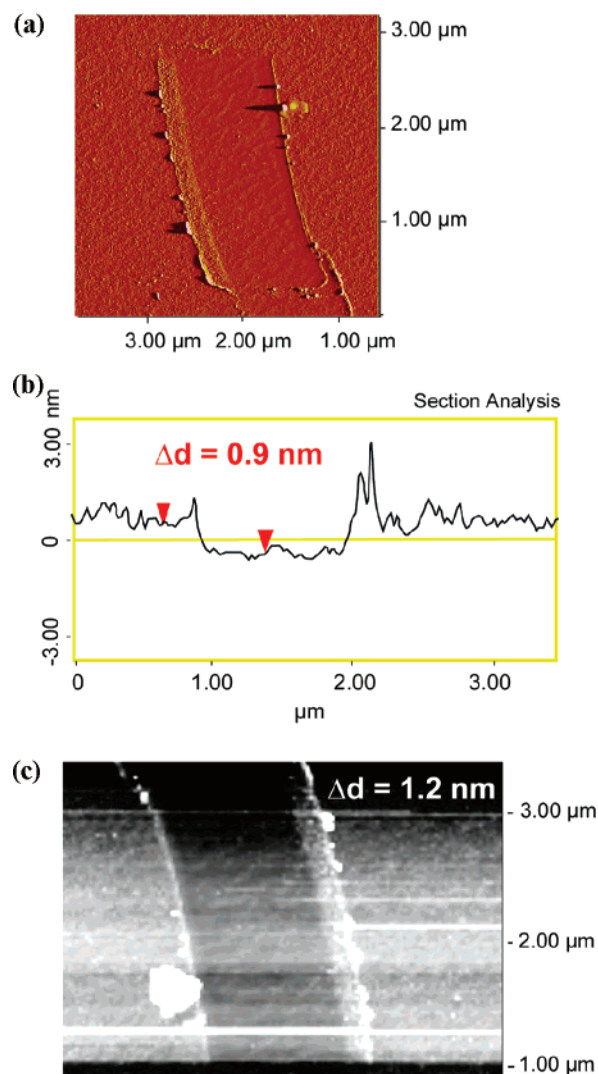 (a)
3.00 µm
2.00 µm
1.00 µm
3.00 µm 2.00 µm 1.00 µm
(b)
Section Analysis
3.00 nm
0
-3.00
Δd = 0.9 nm
0 1.00 2.00 3.00
µm
(c)
Δd = 1.2 nm
- 3.00 µm
- 2.00 µm
- 1.00 µm